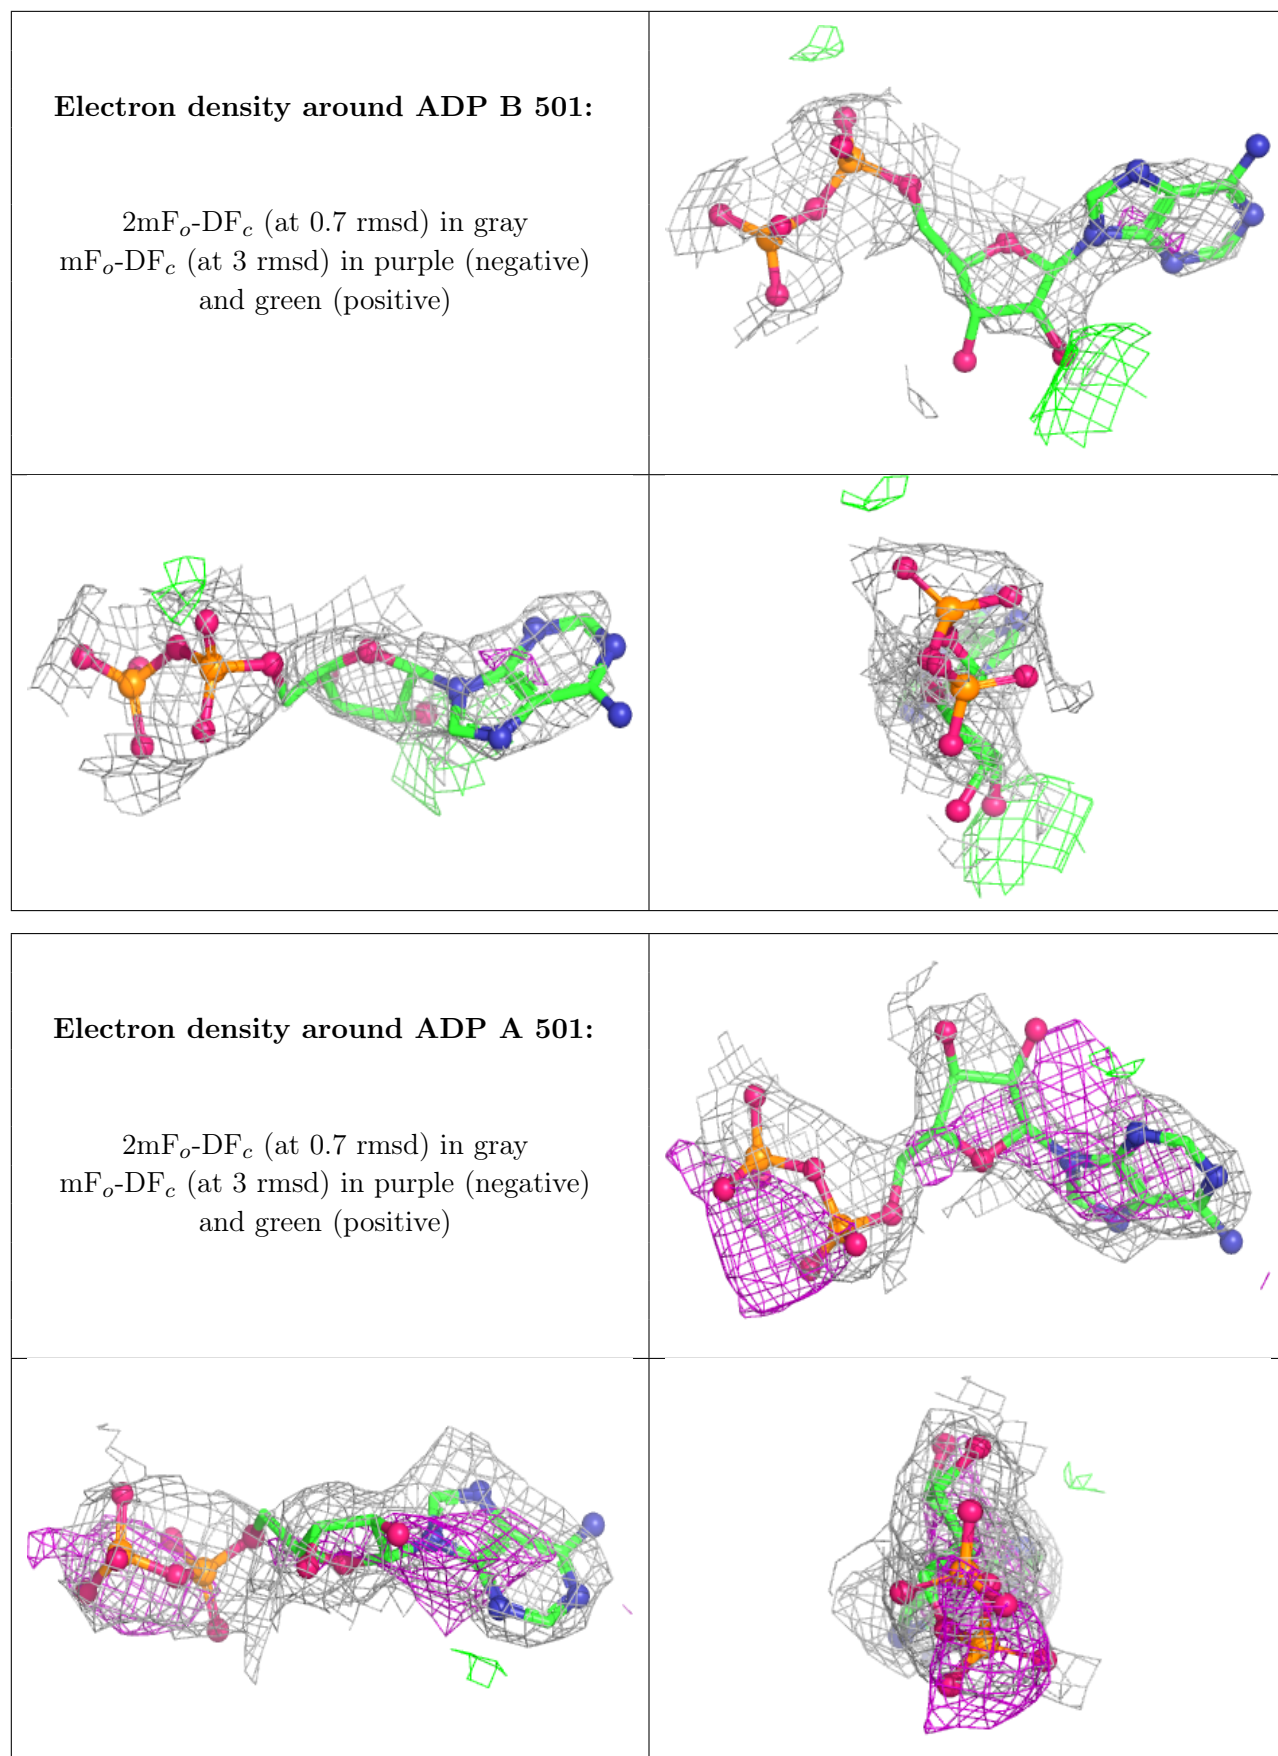 Electron density around ADP B 501:
2mFo-DFc (at 0.7 rmsd) in gray
mFo-DFc (at 3 rmsd) in purple (negative)
and green (positive)
Electron density around ADP A 501:
2mFo-DFc (at 0.7 rmsd) in gray
mFo-DFc (at 3 rmsd) in purple (negative)
and green (positive)